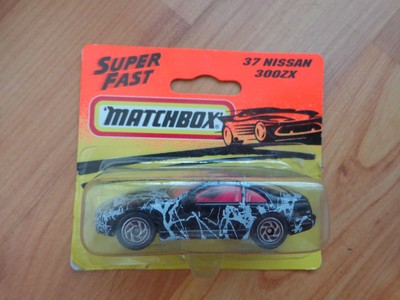 SUPER
FAST
37 NISSAN
300ZX
MATCHBOX